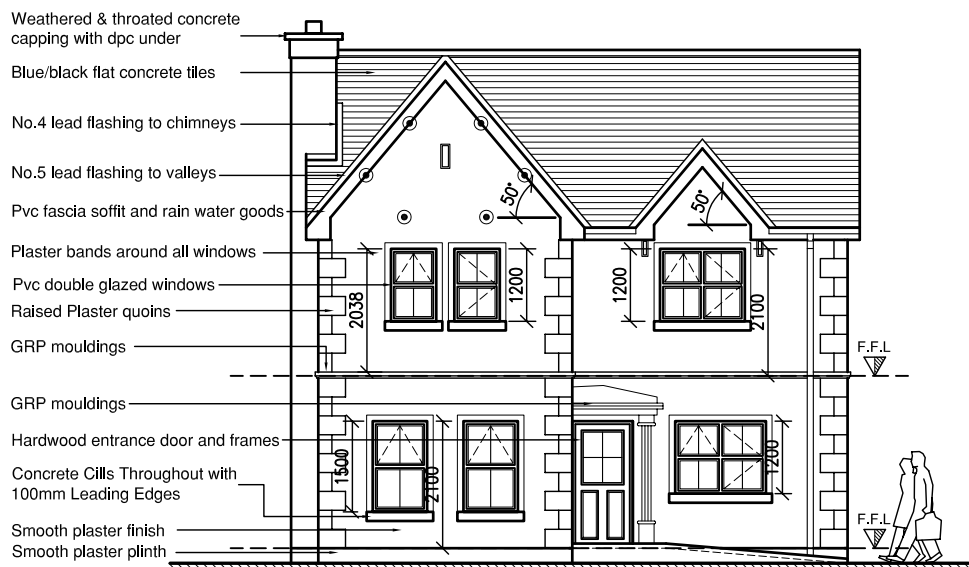 Weathered & throated concrete
capping with dpc under
Blue/black flat concrete tiles
No.4 lead flashing to chimneys
No.5 lead flashing to valleys
Pvc fascia soffit and rain water goods
Plaster bands around all windows
Pvc double glazed windows
Raised Plaster quoins
GRP mouldings
GRP mouldings
Hardwood entrance door and frames
Concrete Cills Throughout with
100mm Leading Edges
Smooth plaster finish
Smooth plaster plinth
50°
50°
2038
1200
1200
2100
F.F.L
1500
2100
1200
F.F.L